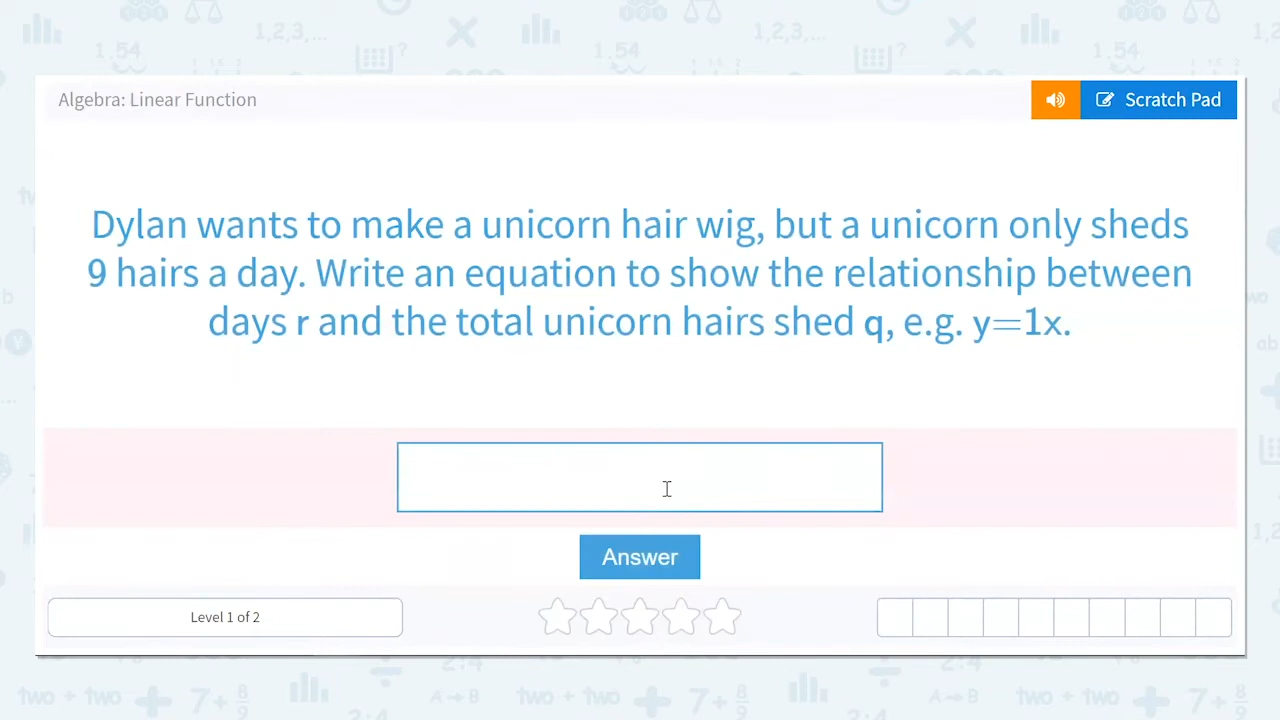 Algebra: Linear Function
Scratch Pad
Dylan wants to make a unicorn hair wig, but a unicorn only sheds
9 hairs a day. Write an equation to show the relationship between
days r and the total unicorn hairs shed q, e.g. y=1x.
Answer
Level 1 of 2